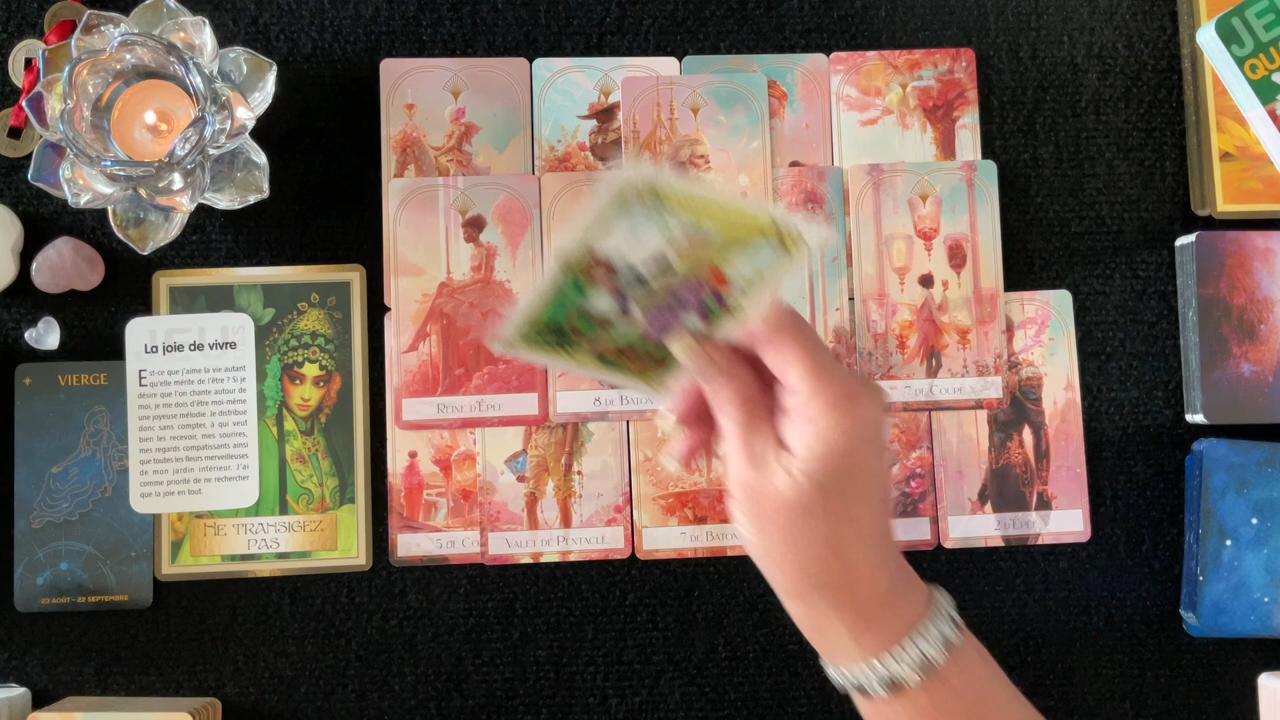 JEU
QU
La joie de vivre
Est-ce que j'aime la vie autant
qu'elle mérite de l'être ? Si je
désire que l'on chante autour de
moi, je me dois d'être moi-même
une joyeuse mélodie. Je distribue
donc sans compter, à qui veut
bien les recevoir, mes sourires,
mes regards compatissants ainsi
que toutes les fleurs merveilleuses
de mon jardin intérieur. J'ai
comme priorité de ne rechercher
que la joie en tout.
VIERGE
23 AOÛT - 22 SEPTEMBRE
NE TRANSIGEZ
PAS
REINE D'ÉPÉE
8 DE BÂTON
7 DE COUPE
5 DE CO
VALET DE PENTACLE
7 DE BÂTON
2 D'ÉPÉE